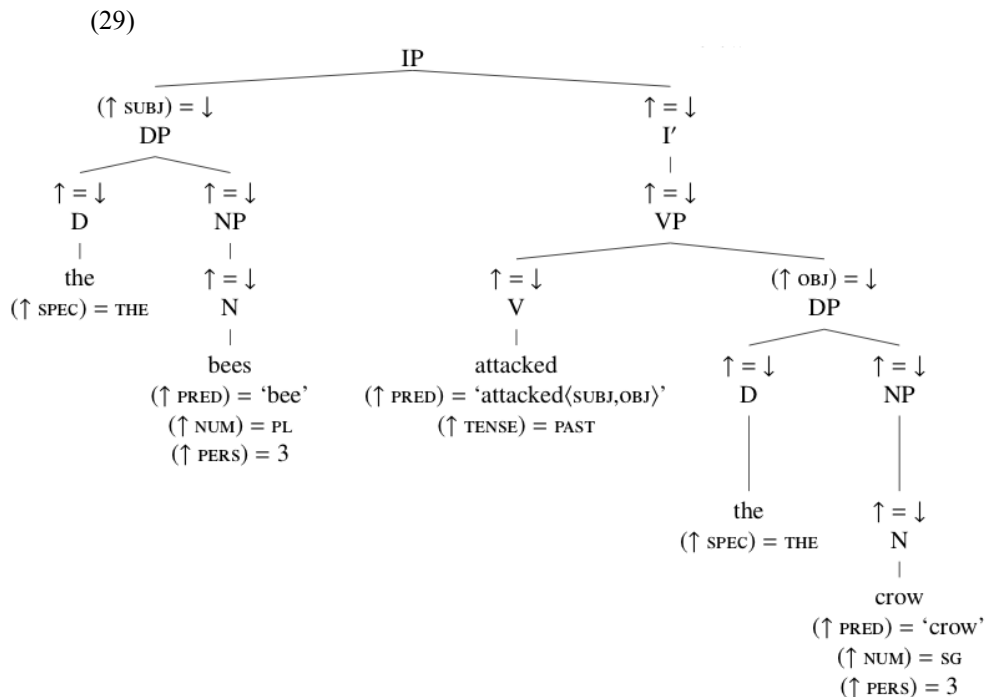 (29)
IP
(↑ SUBJ) = ↓ ↑ = ↓
DP I′
↑ = ↓ ↑ = ↓ ↑ = ↓
D NP VP
the ↑ = ↓ ↑ = ↓ (↑ OBJ) = ↓
(↑ SPEC) = THE N V DP
bees attacked ↑ = ↓ ↑ = ↓
(↑ PRED) = ‘bee’ (↑ PRED) = ‘attacked⟨SUBJ,OBJ⟩’ D NP
(↑ NUM) = PL (↑ TENSE) = PAST
(↑ PERS) = 3
the ↑ = ↓
(↑ SPEC) = THE N
crow
(↑ PRED) = ‘crow’
(↑ NUM) = SG
(↑ PERS) = 3